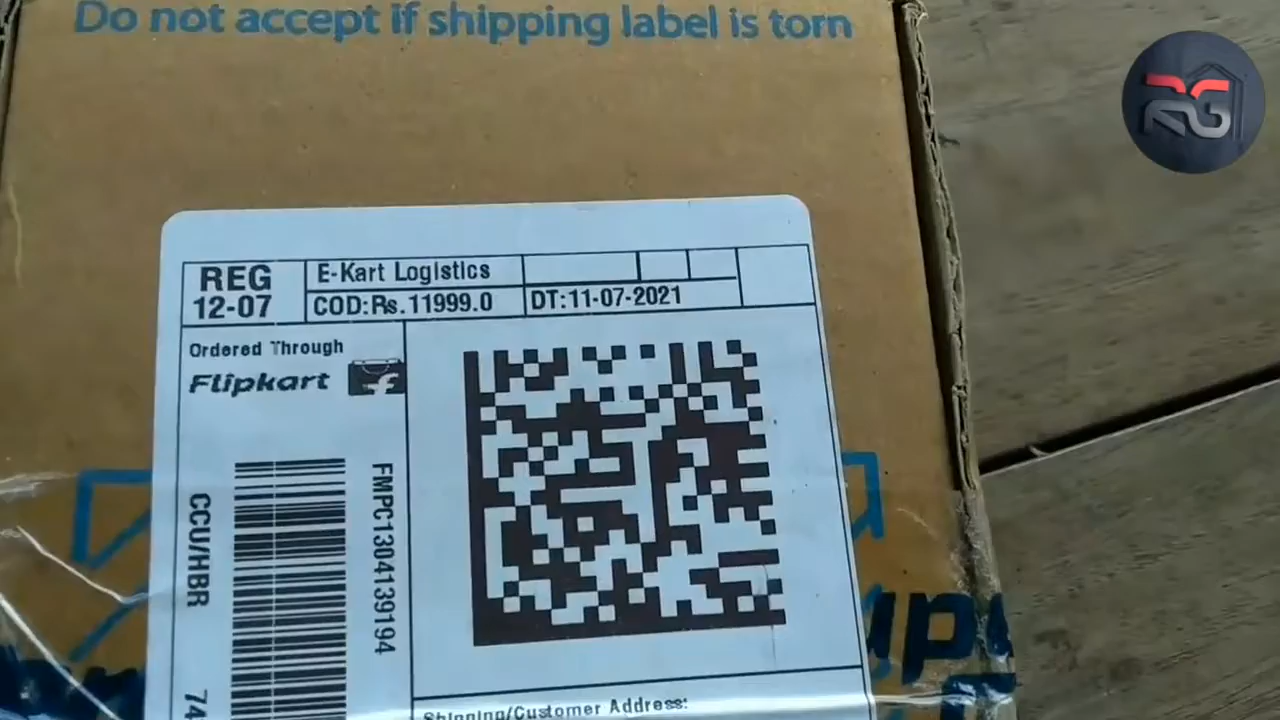 Do not accept if shipping label is torn
REG
12-07
E-Kart Logistics
COD:Rs.11999.0
DT:11-07-2021
Ordered Through
Flipkart
FMPC1304139194
CCU/HBR
74
Shipping/Customer Address: